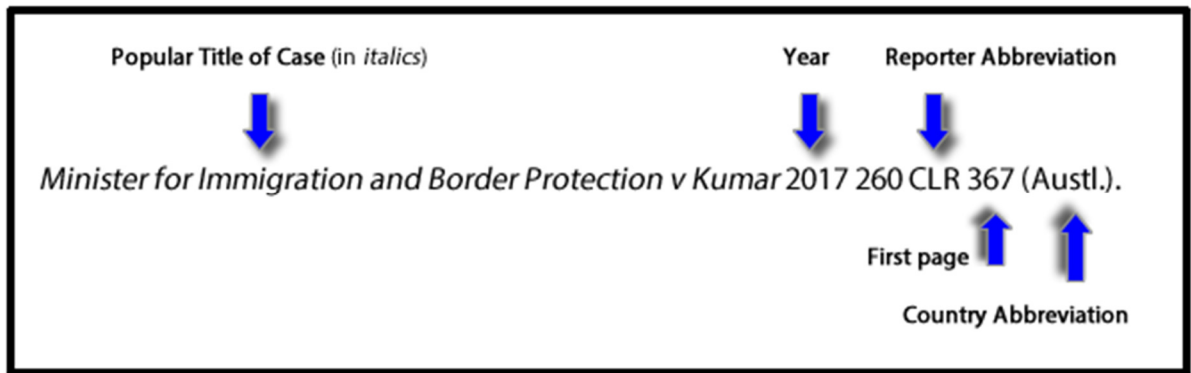 Popular Title of Case (in italics) Year Reporter Abbreviation
Minister for Immigration and Border Protection v Kumar 2017 260 CLR 367 (Austl.).
First page
Country Abbreviation